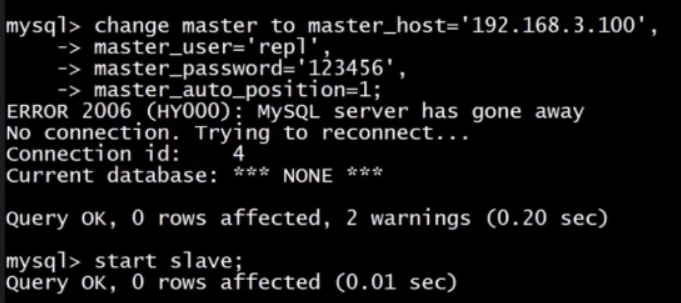 mysql> change master to master_host='192.168.3.100',
    -> master_user='repl',
    -> master_password='123456',
    -> master_auto_position=1;
ERROR 2006 (HY000): MySQL server has gone away
No connection. Trying to reconnect...
Connection id:    4
Current database: *** NONE ***
Query OK, 0 rows affected, 2 warnings (0.20 sec)
mysql> start slave;
Query OK, 0 rows affected (0.01 sec)